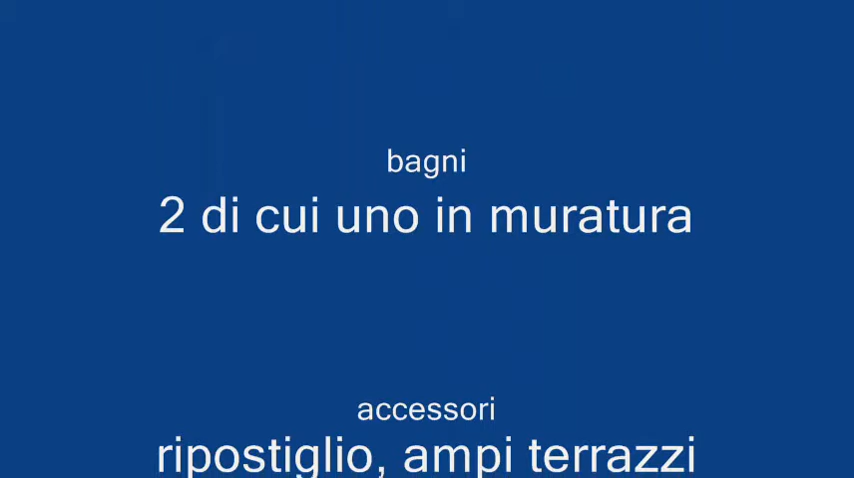 bagni
2 di cui uno in muratura
accessori
ripostiglio, ampi terrazzi